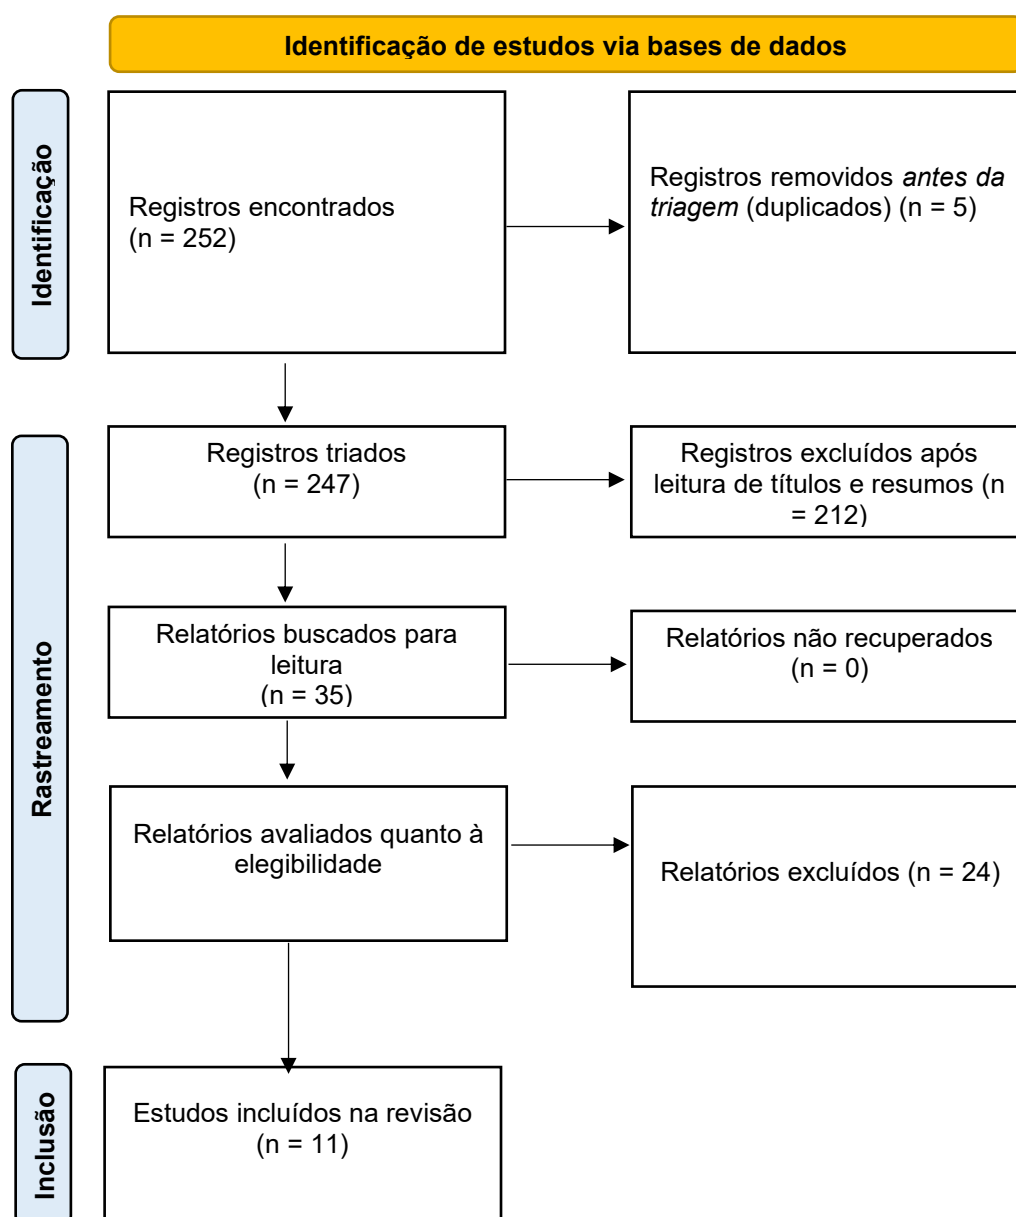 Identificação de estudos via bases de dados
Identificação
Registros encontrados
(n = 252)
Registros removidos antes da
triagem (duplicados) (n = 5)
Rastreamento
Registros triados
(n = 247)
Registros excluídos após
leitura de títulos e resumos (n
= 212)
Relatórios buscados para
leitura
(n = 35)
Relatórios não recuperados
(n = 0)
Relatórios avaliados quanto à
elegibilidade
Relatórios excluídos (n = 24)
Inclusão
Estudos incluídos na revisão
(n = 11)